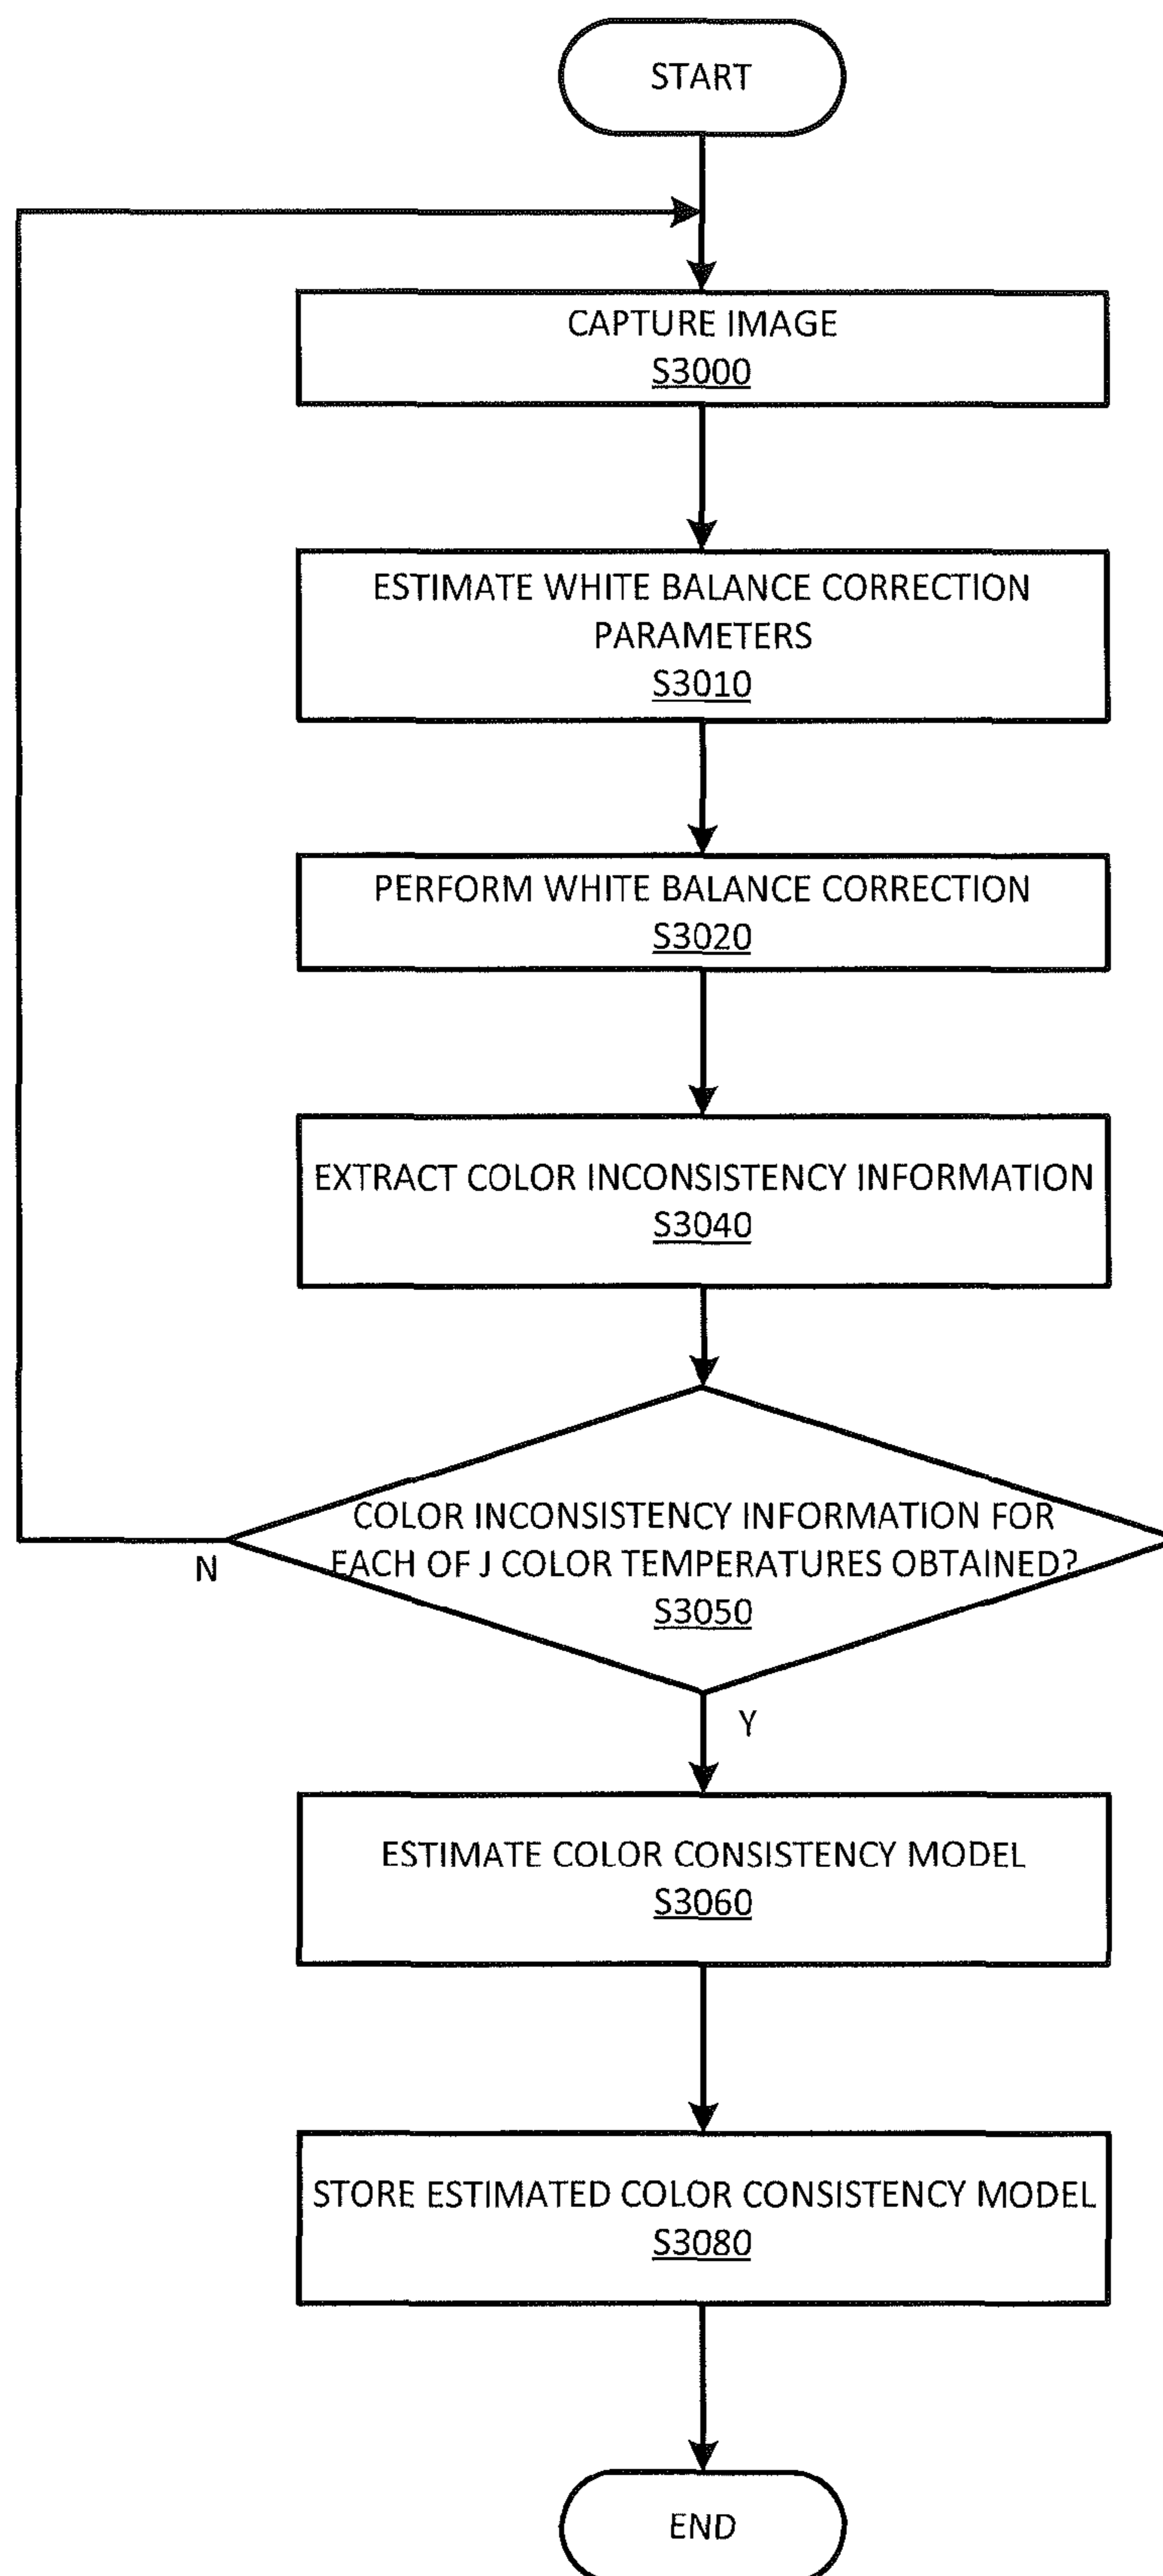 START
CAPTURE IMAGE
S3000
ESTIMATE WHITE BALANCE CORRECTION
PARAMETERS
S3010
PERFORM WHITE BALANCE CORRECTION
S3020
EXTRACT COLOR INCONSISTENCY INFORMATION
S3040
COLOR INCONSISTENCY INFORMATION FOR
EACH OF J COLOR TEMPERATURES OBTAINED?
S3050
N
Y
ESTIMATE COLOR CONSISTENCY MODEL
S3060
STORE ESTIMATED COLOR CONSISTENCY MODEL
S3080
END